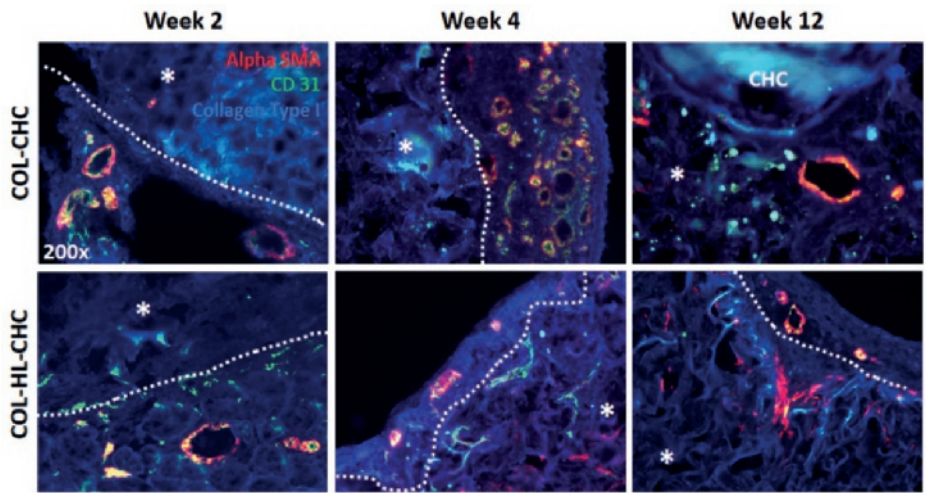 Week 2
Week 4
Week 12
COL-CHC
Alpha SMA
CD 31
Collagen Type I
*
200x
*
CHC
*
COL-HL-CHC
*
*
*